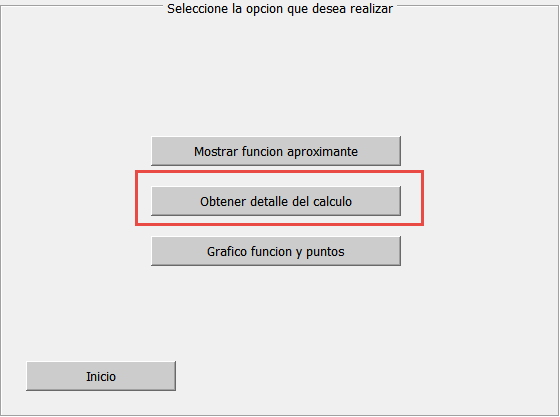 Seleccione la opcion que desea realizar
Mostrar funcion aproximante
Obtener detalle del calculo
Grafico funcion y puntos
Inicio